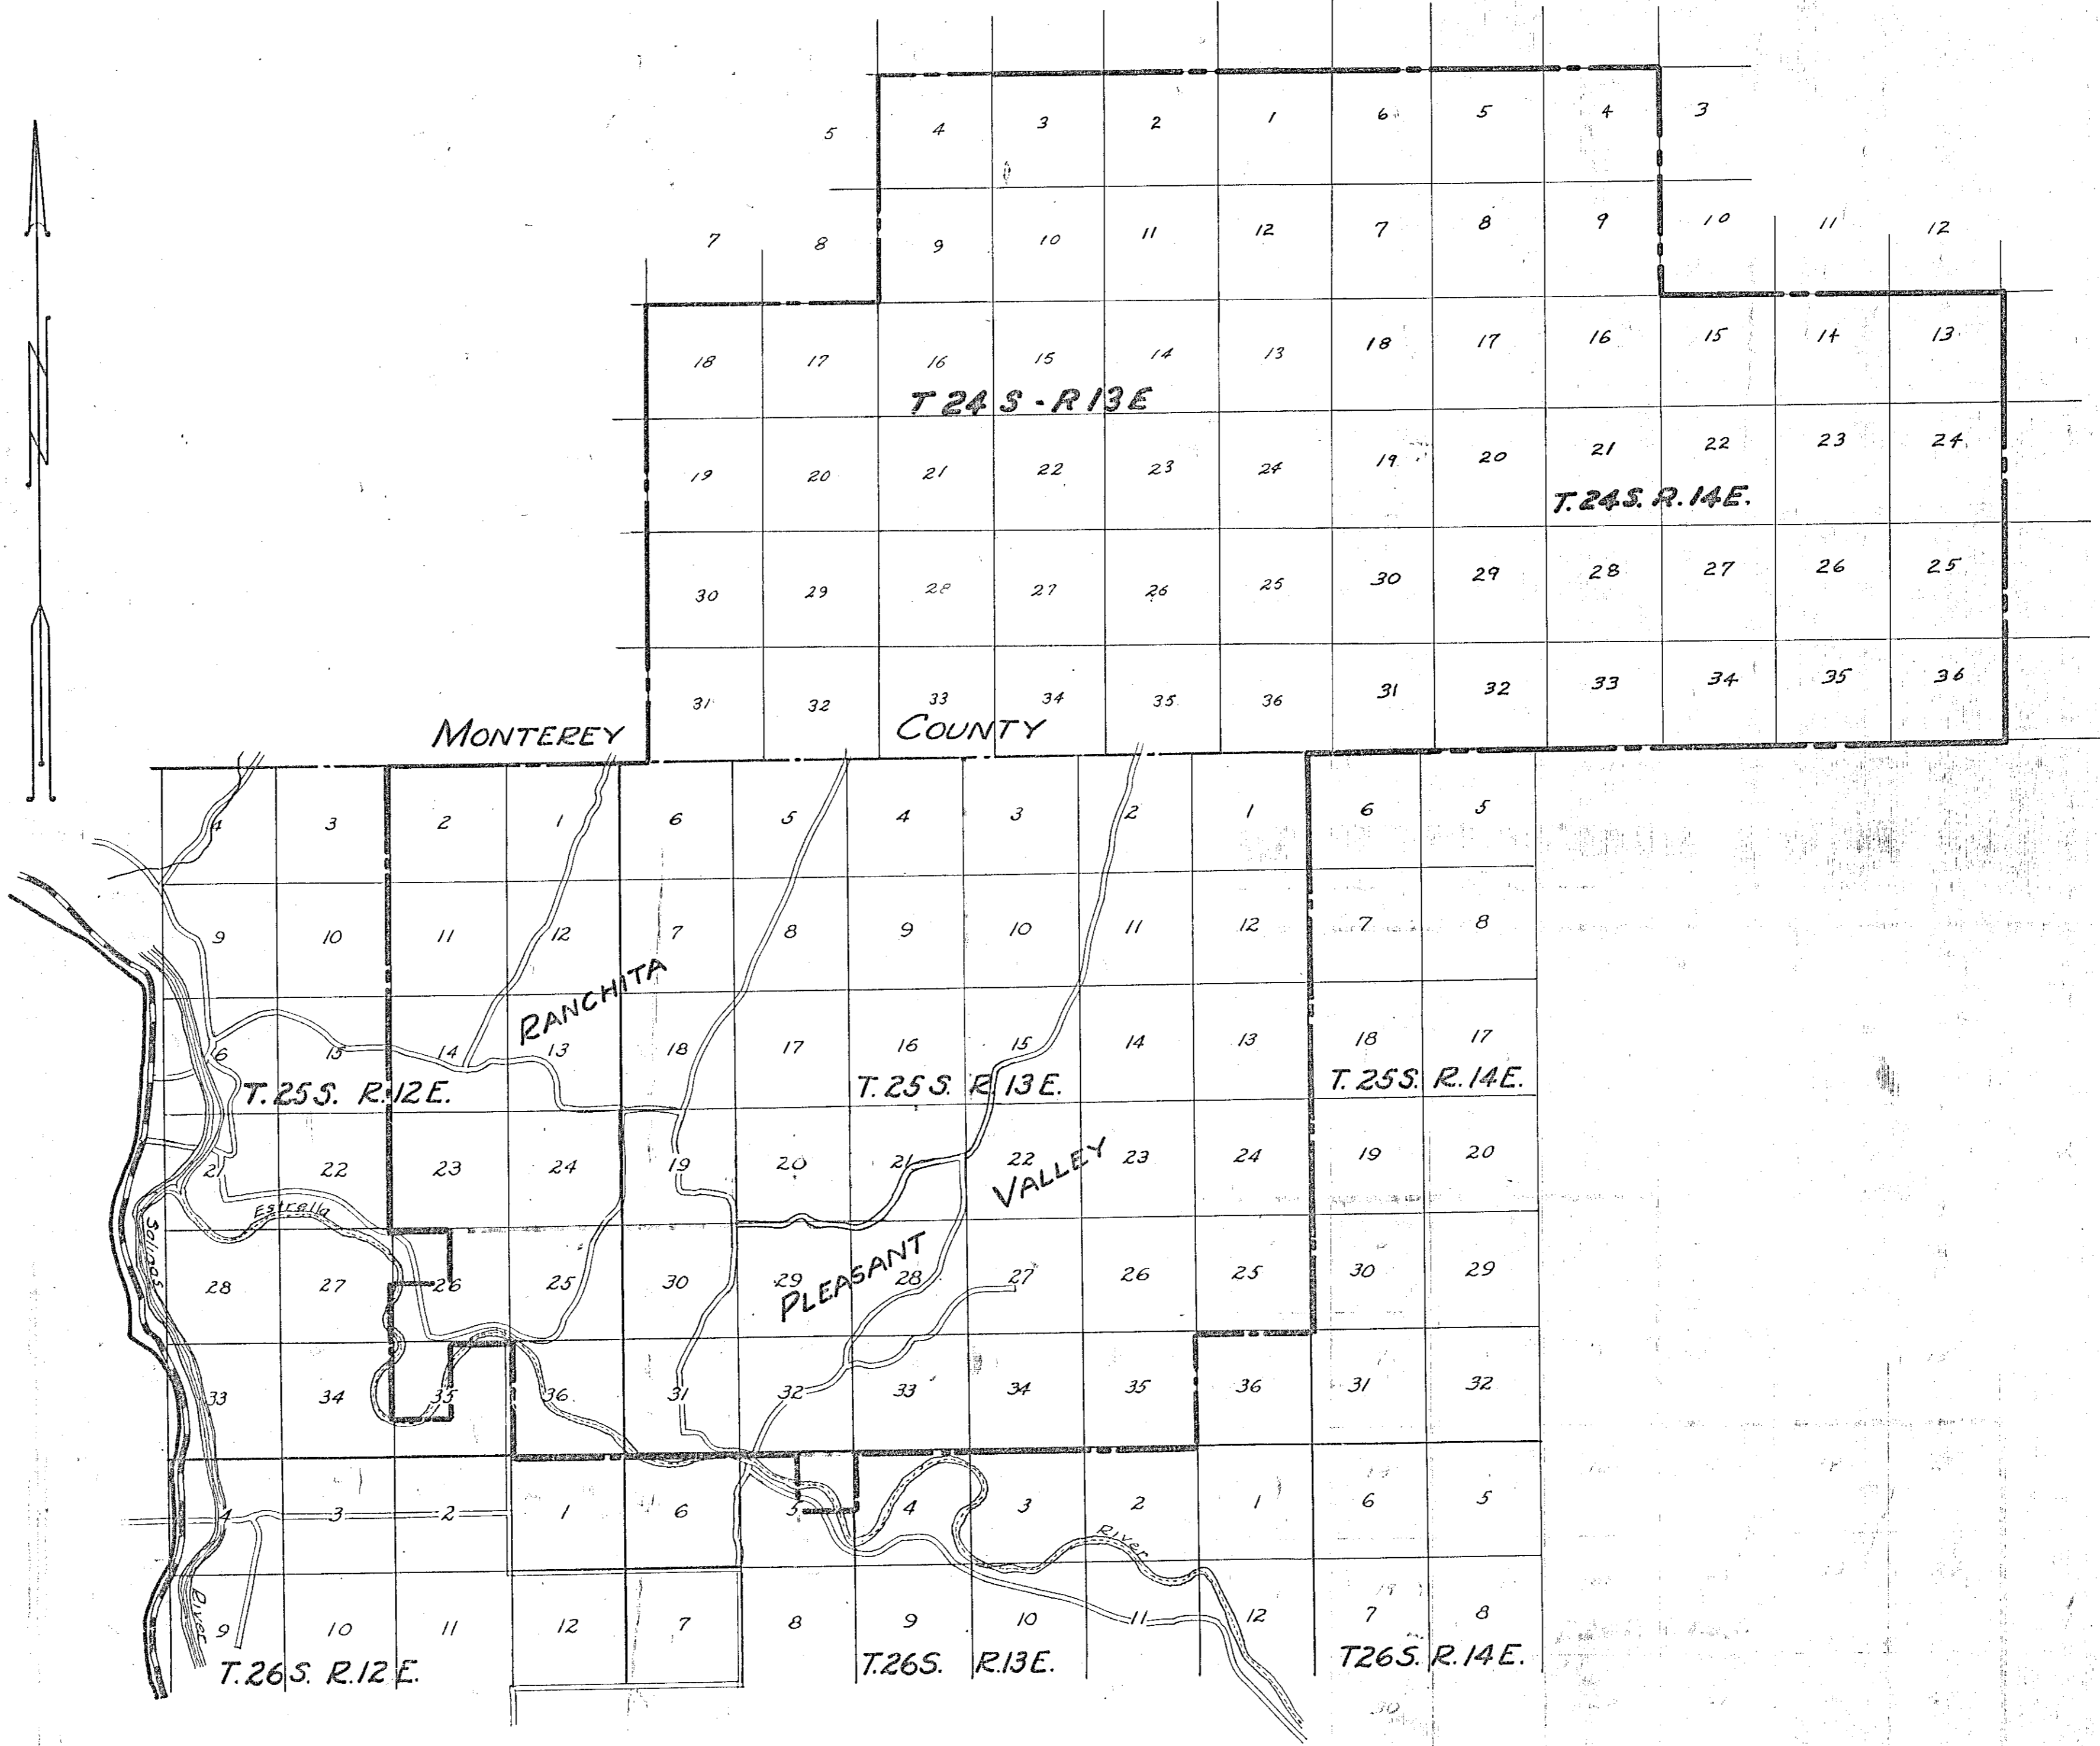 5 4 3 2 1 6 5 4 3
7 8 9 10 11 12 7 8 9 10 11 12
18 17 16 15 14 13 18 17 16 15 14 13
T 24 S - R 13 E
19 20 21 22 23 24 19 20 21 22 23 24
T. 24 S. R. 14 E.
30 29 28 27 26 25 30 29 28 27 26 25
31 32 33 34 35 36 31 32 33 34 35 36
MONTEREY COUNTY
4 3 2 1 6 5 4 3 2 1 6 5
9 10 11 12 7 8 9 10 11 12 7 8
RANCHITA
6 15 14 13 18 17 16 15 14 13 18 17
T. 25 S. R. 12 E. T. 25 S. R 13 E. T. 25 S. R. 14 E.
21 22 23 24 19 20 21 22 23 24 19 20
PLEASANT VALLEY
Estrella
Salinas
28 27 26 25 30 29 28 27 26 25 30 29
33 34 35 36 31 32 33 34 35 36 31 32
4 3 2 1 6 5 4 3 2 1 6 5
River
River
9 10 11 12 7 8 9 10 11 12 7 8
T. 26 S. R. 12 E. T. 26 S. R. 13 E. T 26 S. R. 14 E.